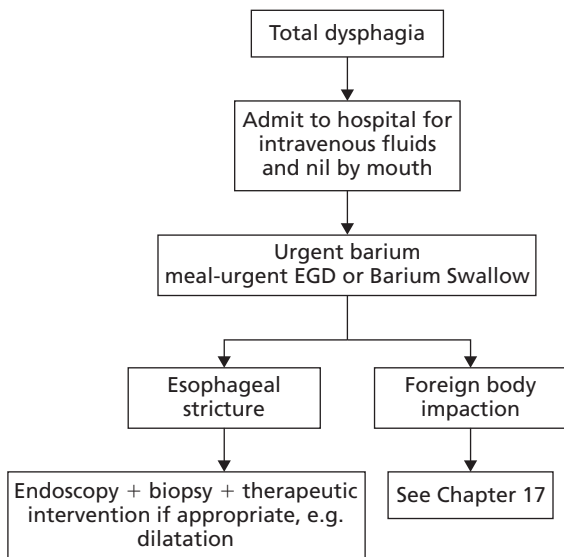 Total dysphagia
Admit to hospital for
intravenous fluids
and nil by mouth
Urgent barium
meal-urgent EGD or Barium Swallow
Esophageal
stricture
Foreign body
impaction
Endoscopy + biopsy + therapeutic
intervention if appropriate, e.g.
dilatation
See Chapter 17